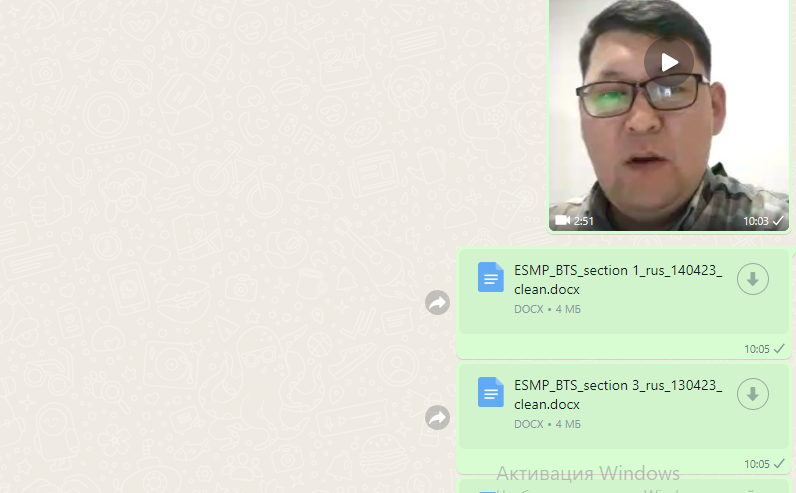 2:51 10:03
ESMP_BTS_section 1_rus_140423_
clean.docx
DOCX • 4 МБ
10:05
ESMP_BTS_section 3_rus_130423_
clean.docx
DOCX • 4 МБ
10:05
Активация Windows